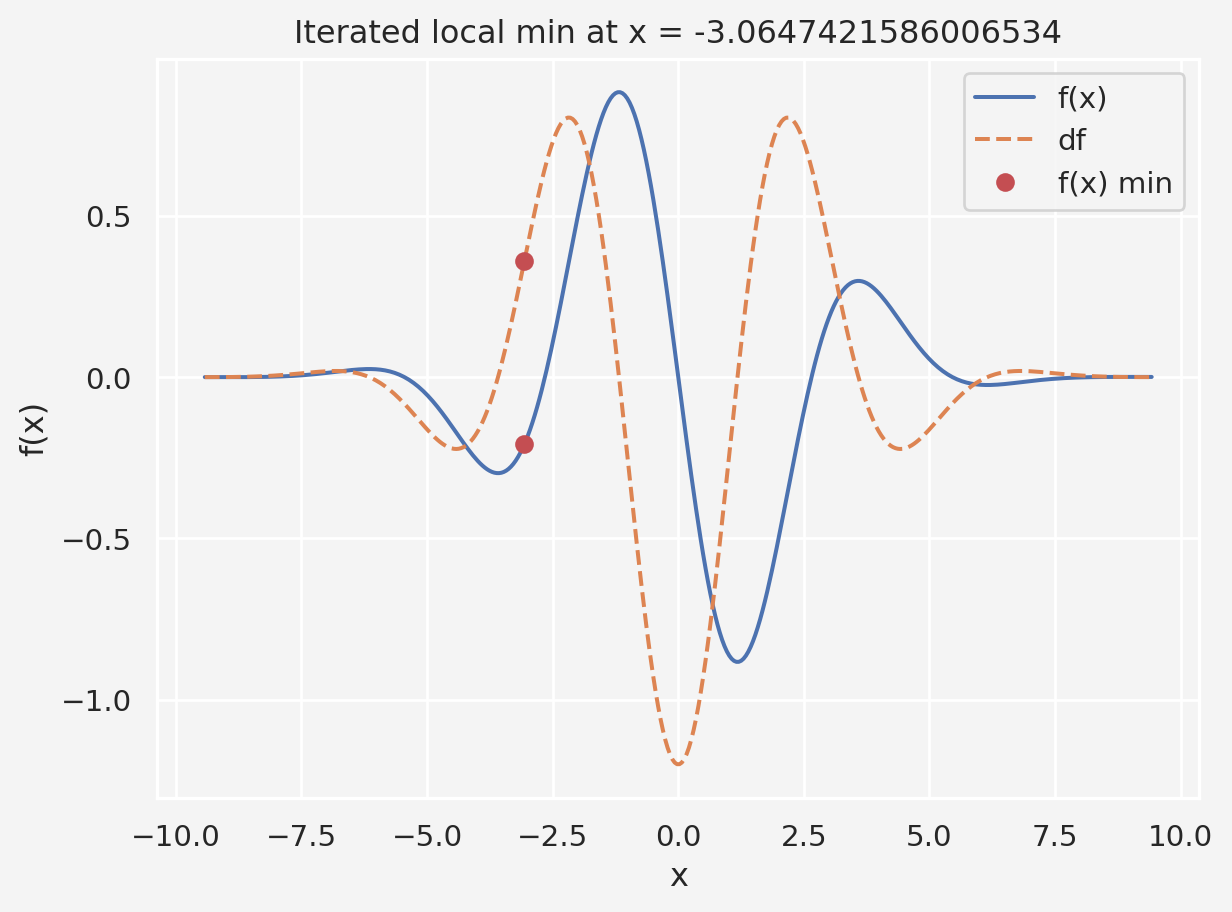 Iterated local min at x = -3.0647421586006534
f(x)
df
f(x) min
0.5
0.0
−0.5
−1.0
f(x)
−10.0 −7.5 −5.0 −2.5 0.0 2.5 5.0 7.5 10.0
x